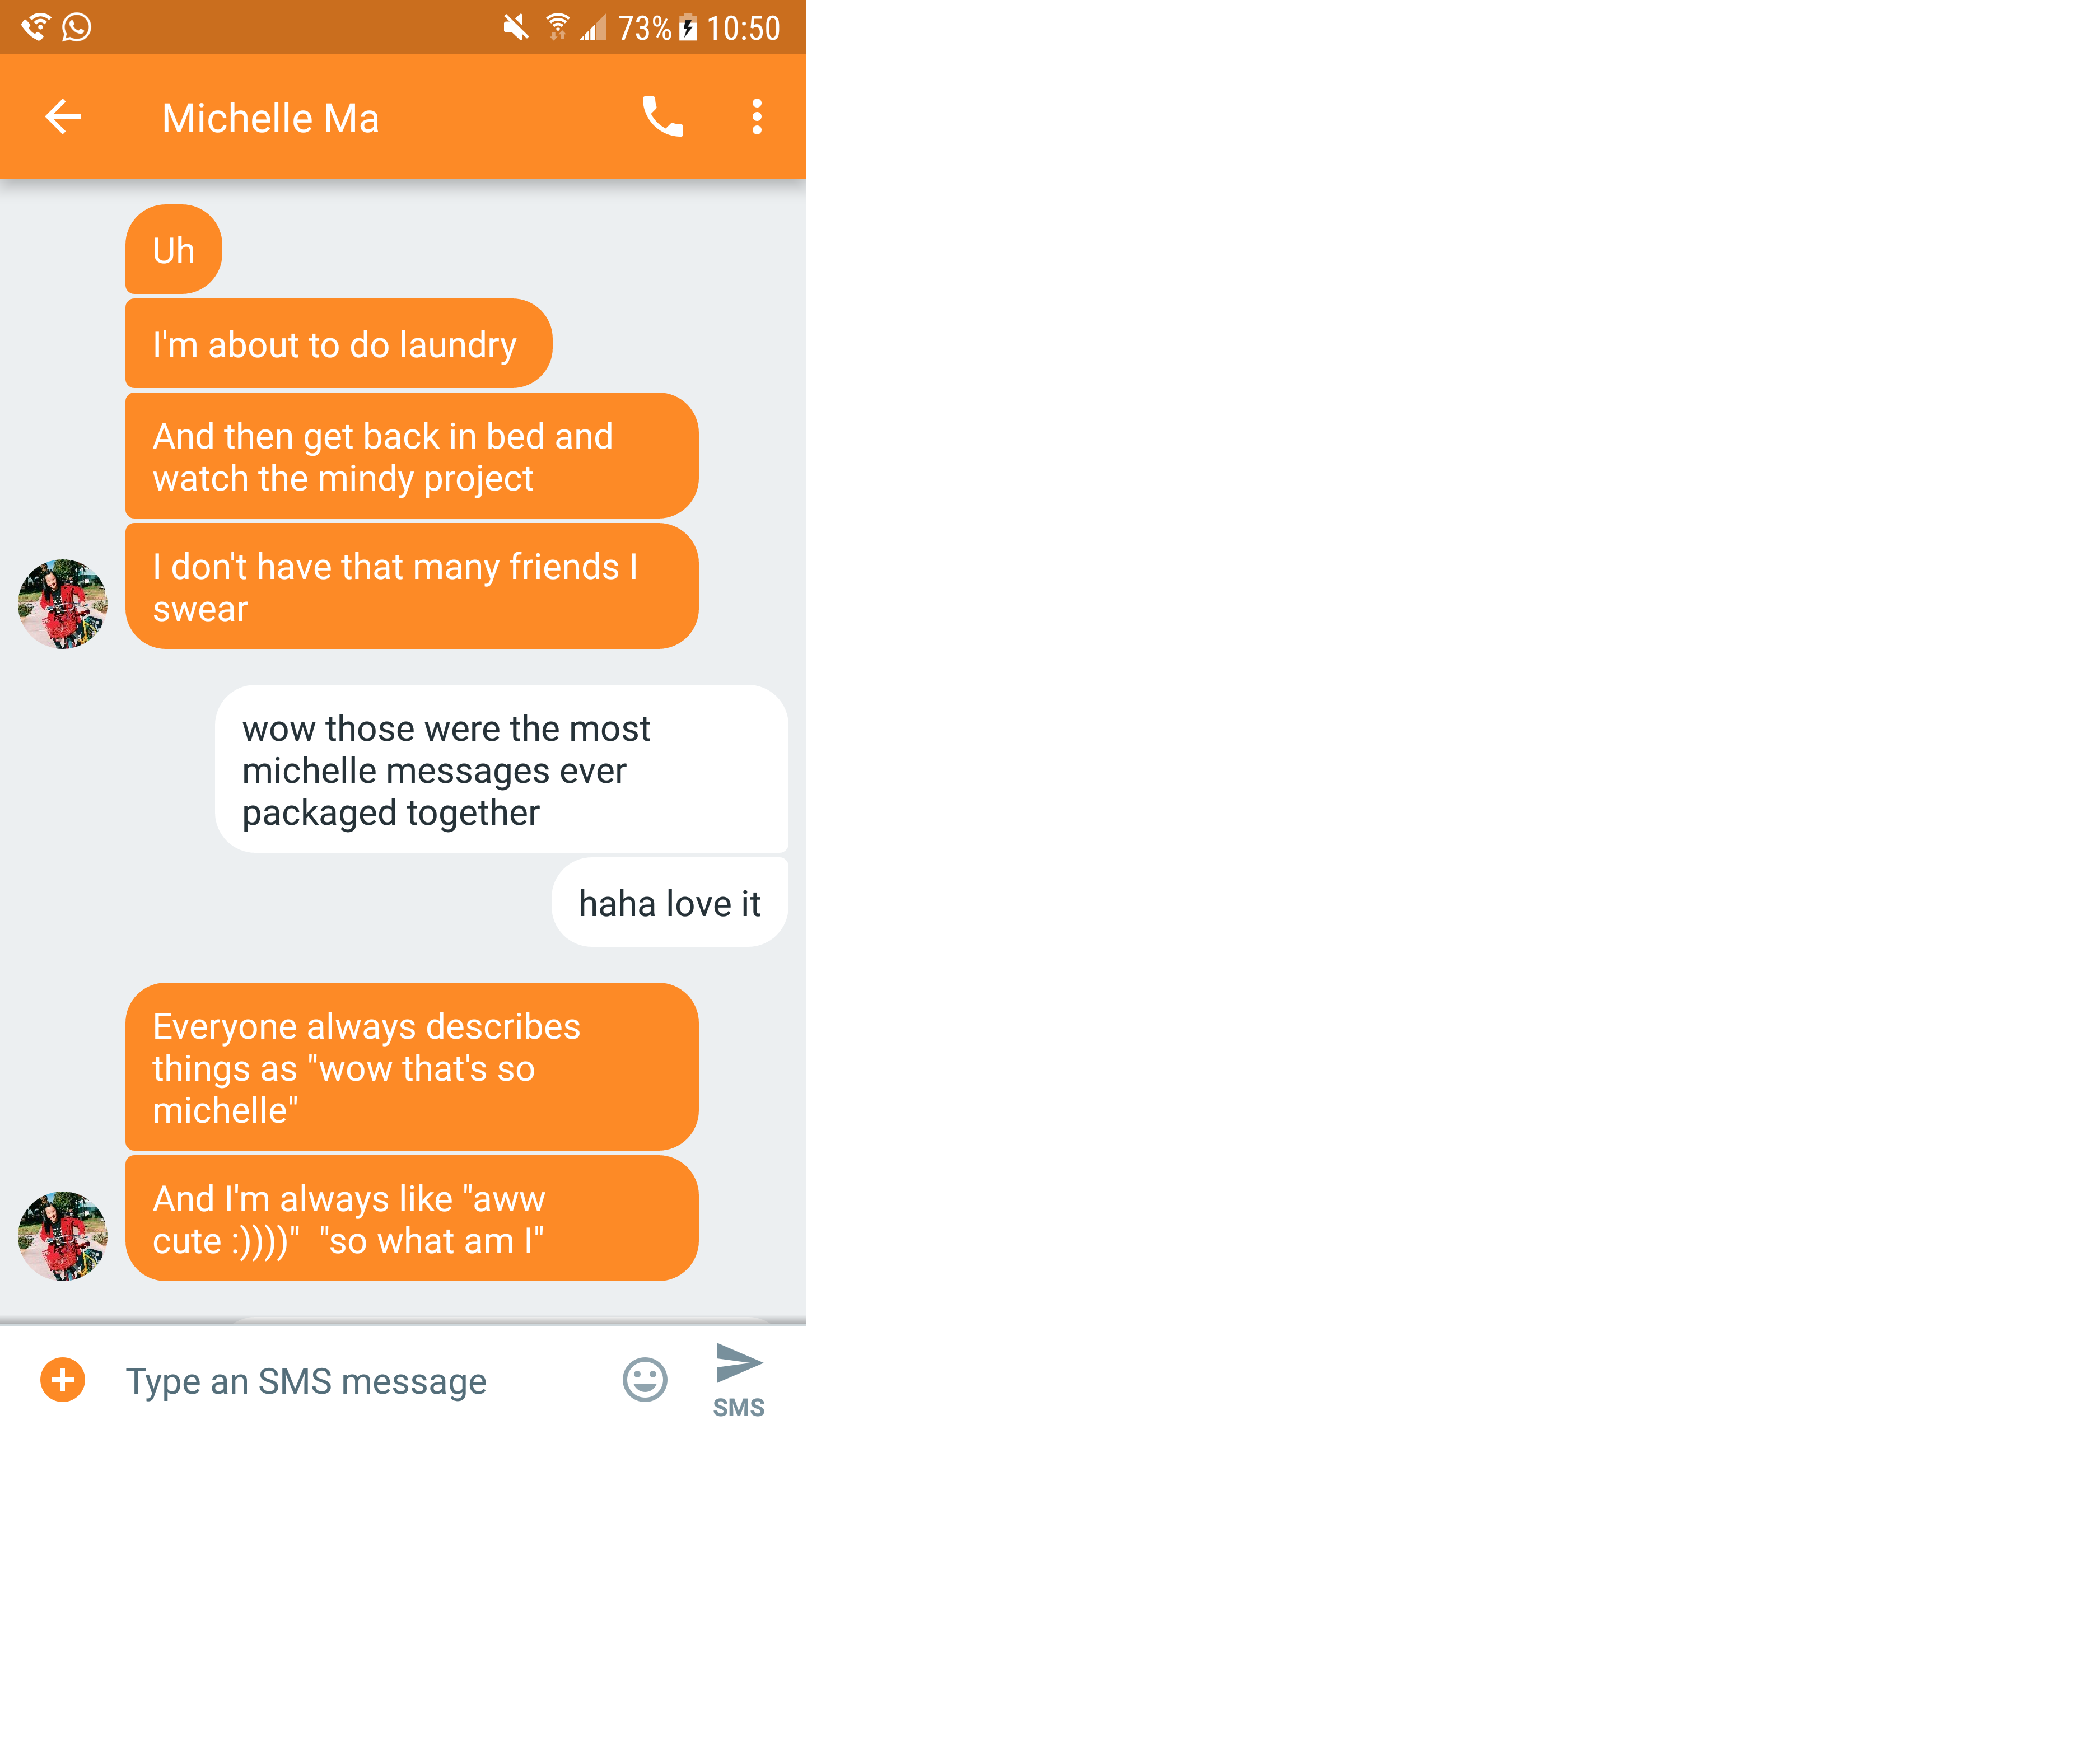 73% 10:50
Michelle Ma
Uh
I'm about to do laundry
And then get back in bed and
watch the mindy project
I don't have that many friends I
swear
wow those were the most
michelle messages ever
packaged together
haha love it
Everyone always describes
things as "wow that's so
michelle"
And I'm always like "aww
cute :))))"  "so what am I"
Type an SMS message
SMS